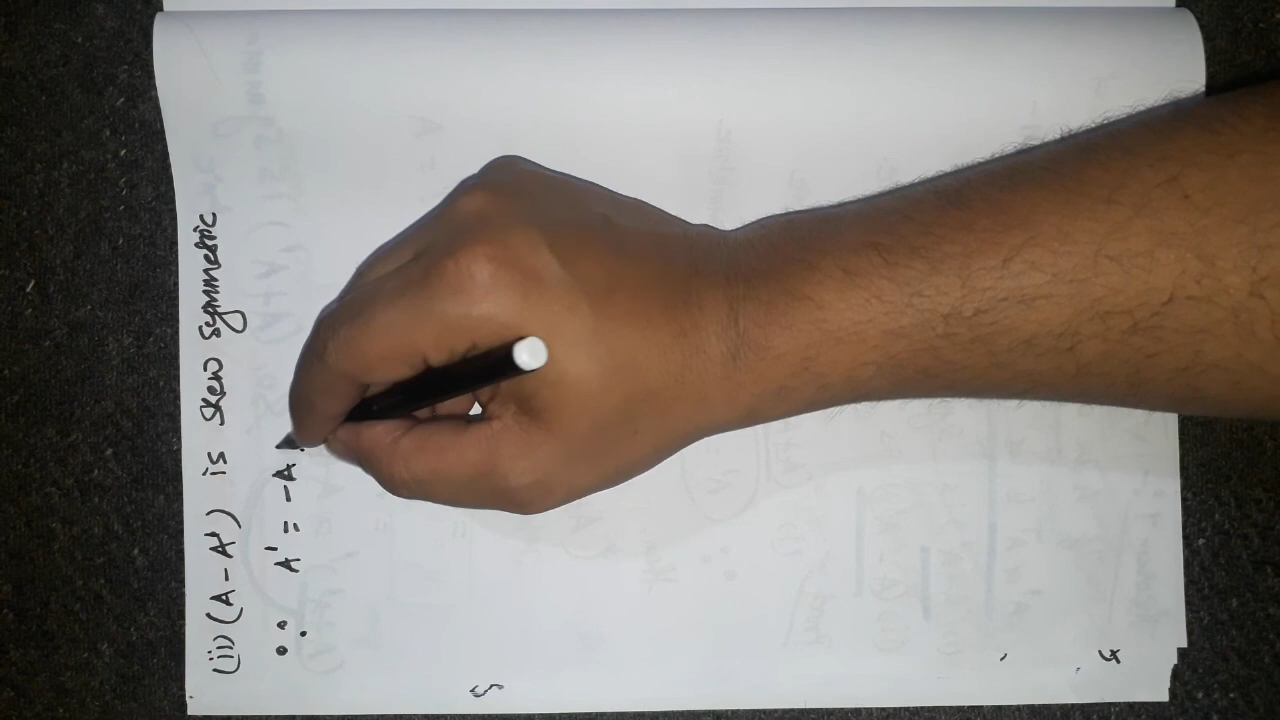 (ii) (A - A') is skew symmetric
∵ A' = -A